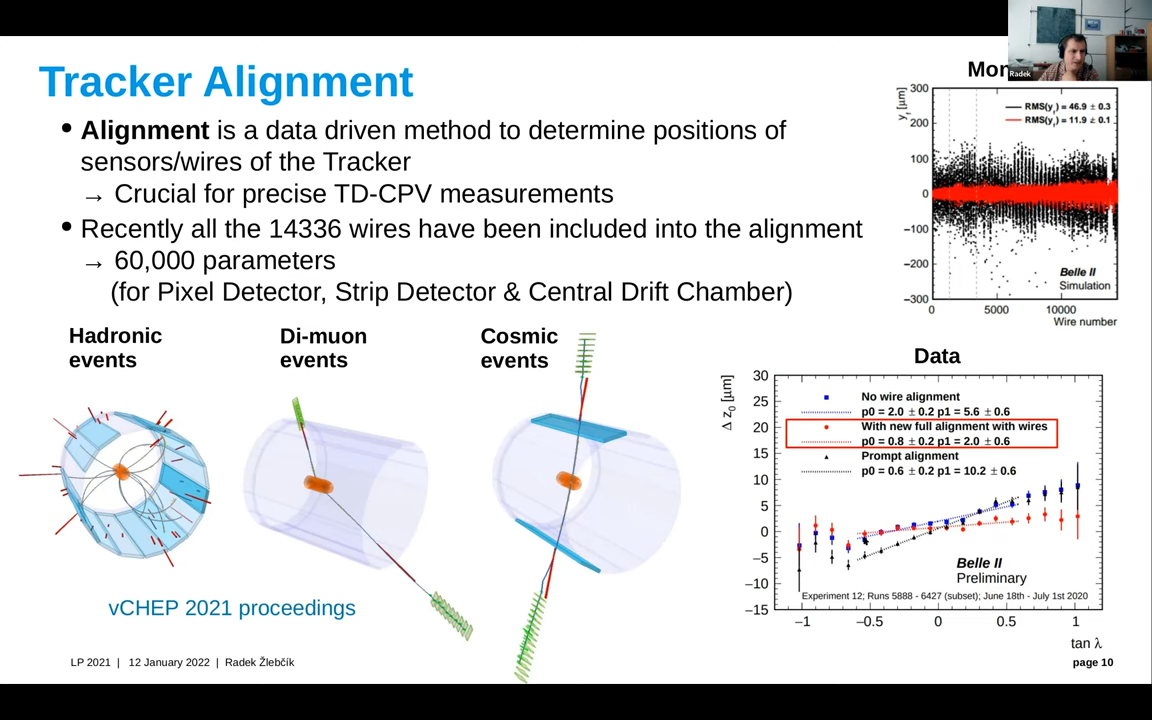 Tracker Alignment
Radek
• Alignment is a data driven method to determine positions of
sensors/wires of the Tracker
→ Crucial for precise TD-CPV measurements
• Recently all the 14336 wires have been included into the alignment
→ 60,000 parameters
(for Pixel Detector, Strip Detector & Central Drift Chamber)
Hadronic
events
Di-muon
events
Cosmic
events
vCHEP 2021 proceedings
Mon
y [μm]
300
200
100
0
−100
−200
−300
RMS(y) = 46.9 ± 0.3
RMS(y) = 11.9 ± 0.1
Belle II
Simulation
0 5000 10000
Wire number
Data
Δ z0 [μm]
30
25
20
15
10
5
0
−5
−10
−15
No wire alignment
p0 = 2.0 ± 0.2 p1 = 5.6 ± 0.6
With new full alignment with wires
p0 = 0.8 ± 0.2 p1 = 2.0 ± 0.6
Prompt alignment
p0 = 0.6 ± 0.2 p1 = 10.2 ± 0.6
Belle II
Preliminary
Experiment 12; Runs 5888 - 6427 (subset); June 18th - July 1st 2020
−1 −0.5 0 0.5 1
tan λ
LP 2021 | 12 January 2022 | Radek Žlebčík
page 10